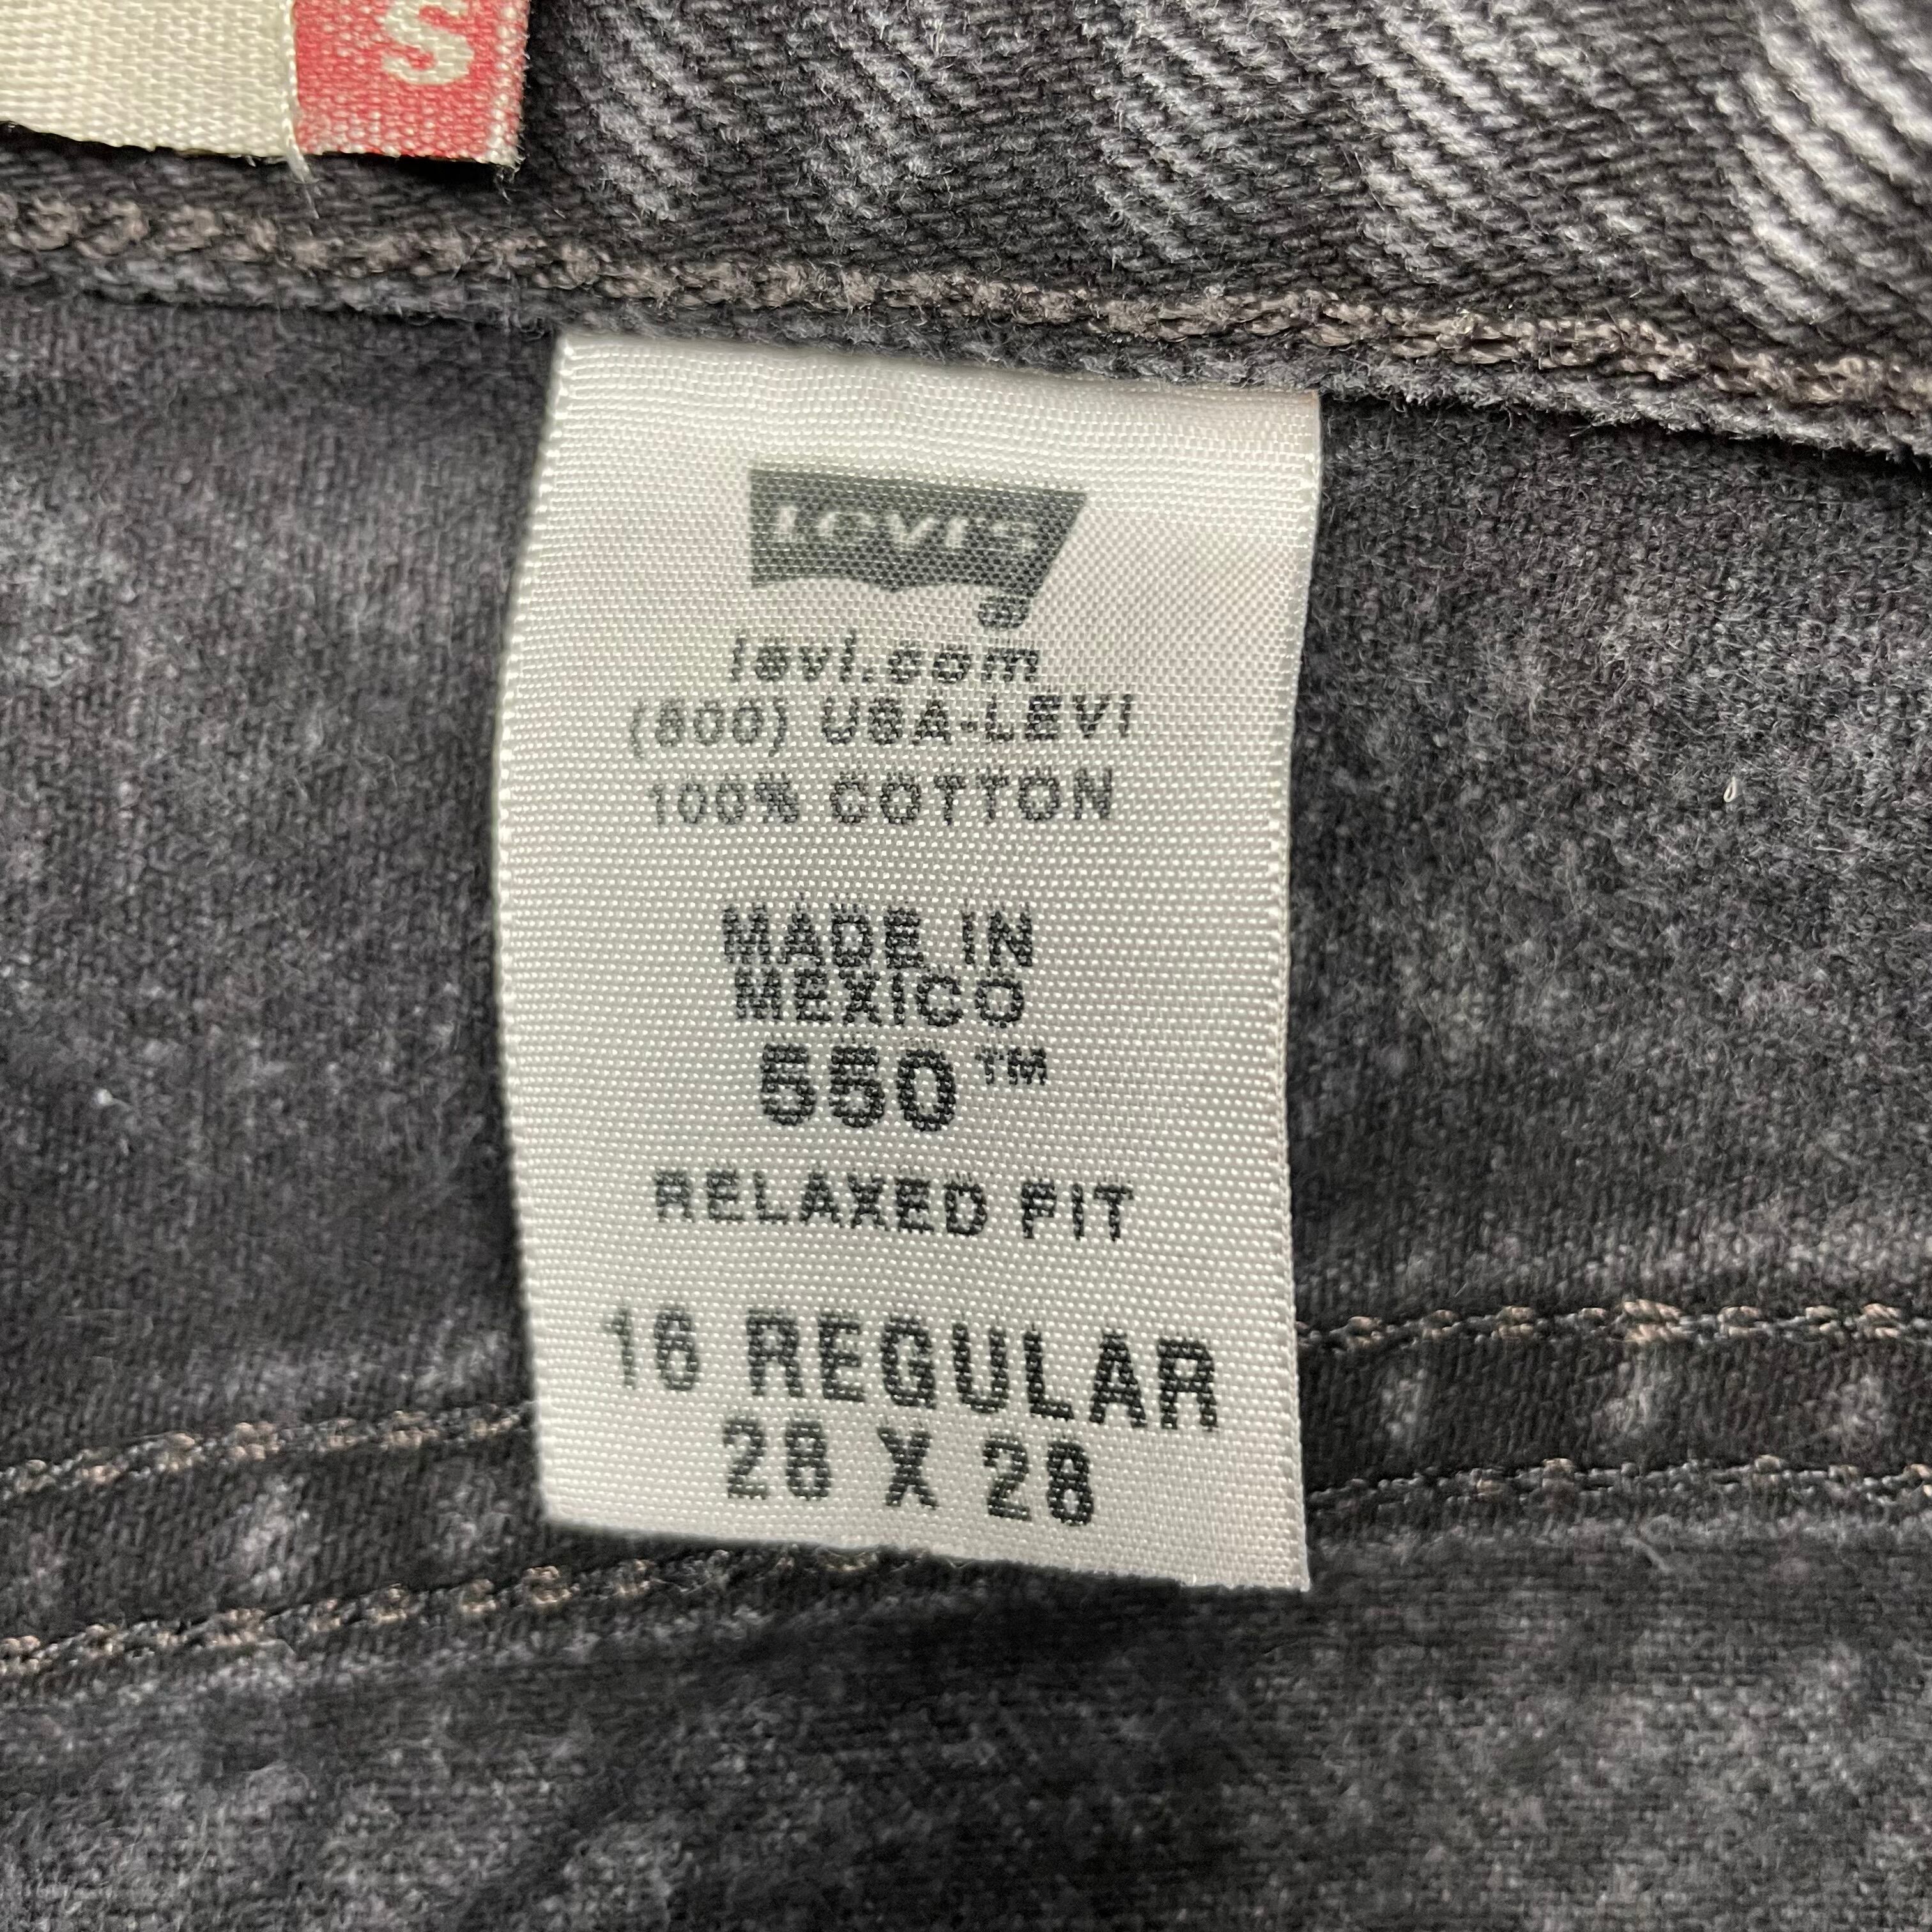 S
LEVI'S
®
levi.com
(800) USA-LEVI
100% COTTON
MADE IN
MEXICO
550™
RELAXED FIT
16 REGULAR
28 X 28